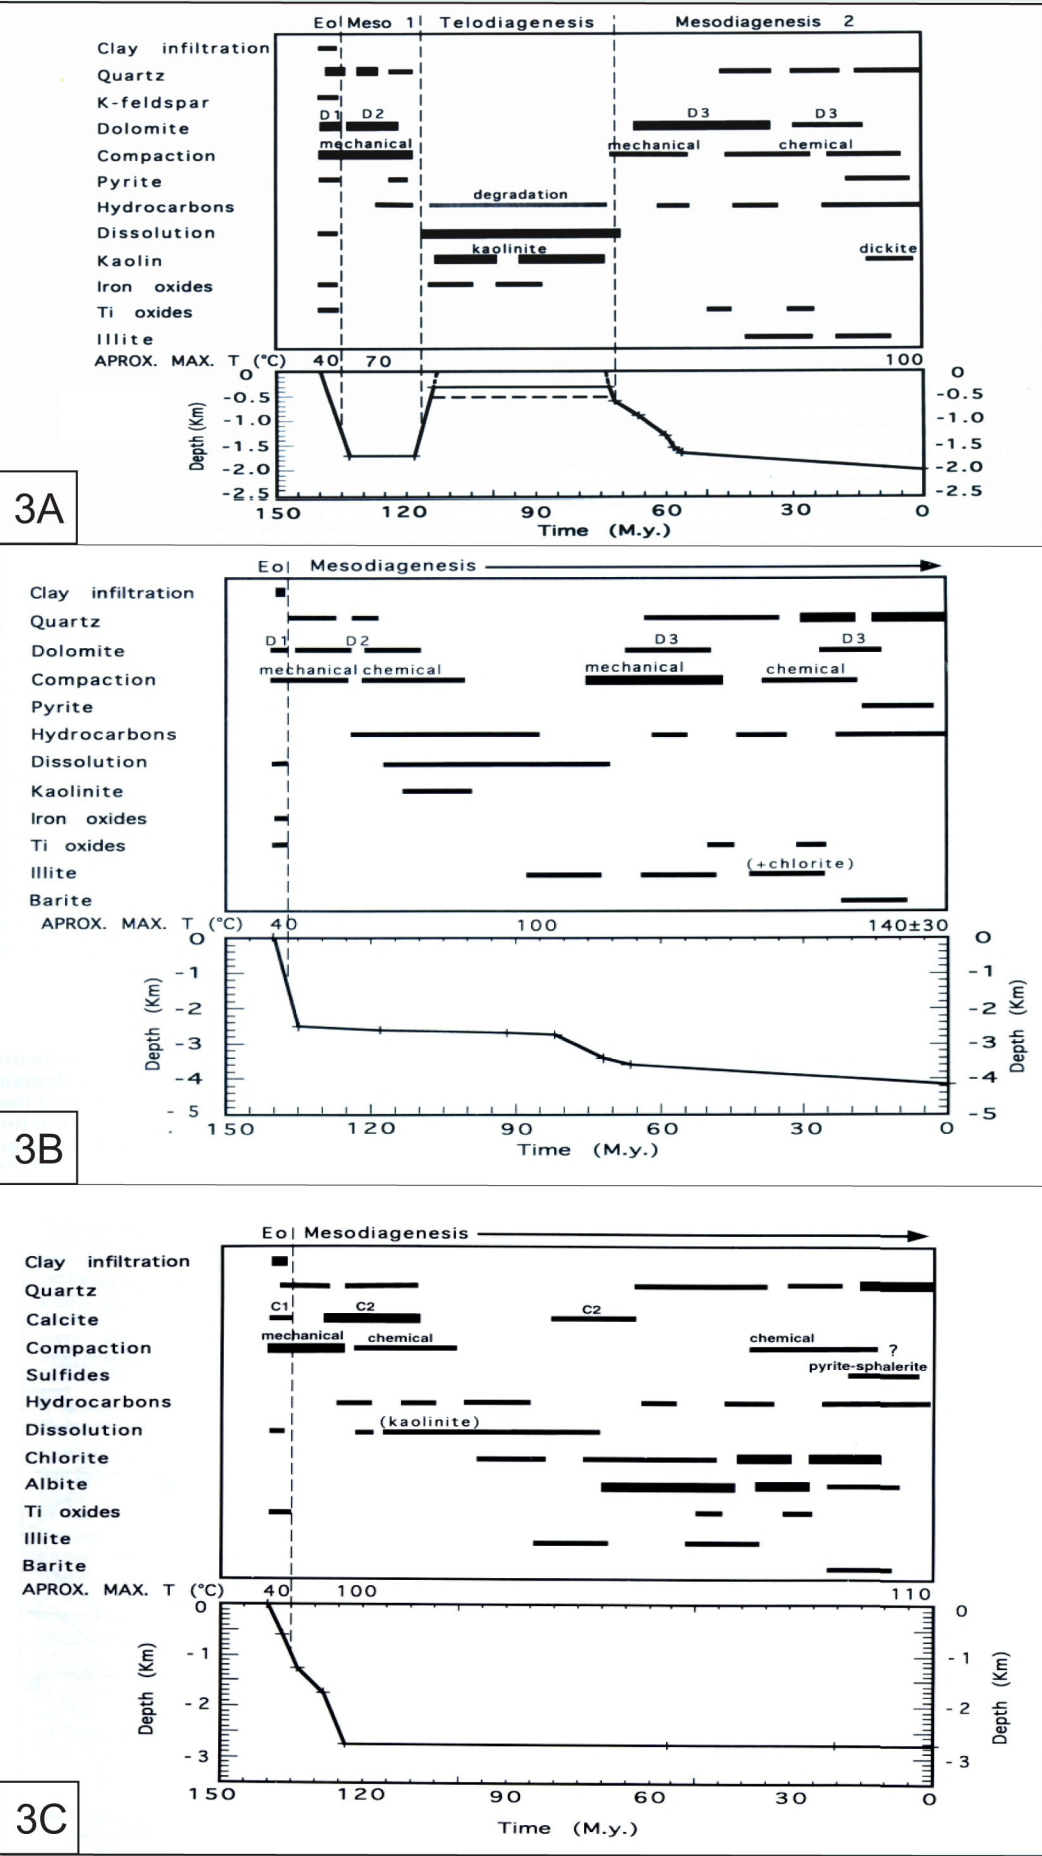 Eo Meso 1 Telodiagenesis Mesodiagenesis 2
Clay infiltration
Quartz
K-feldspar
D1 D2 D3 D3
Dolomite
mechanical mechanical chemical
Compaction
Pyrite
degradation
Hydrocarbons
Dissolution
kaolinite dickite
Kaolin
Iron oxides
Ti oxides
Illite
APROX. MAX. T (°C) 40 70 100
0 0
-0.5 -0.5
-1.0 -1.0
-1.5 -1.5
-2.0 -2.0
-2.5 -2.5
Depth (Km)
150 120 90 60 30 0
Time (M.y.)
3A
Eo Mesodiagenesis
Clay infiltration
Quartz
D1 D2 D3 D3
Dolomite
mechanical chemical mechanical chemical
Compaction
Pyrite
Hydrocarbons
Dissolution
Kaolinite
Iron oxides
Ti oxides
(+chlorite)
Illite
Barite
APROX. MAX. T (°C) 40 100 140±30
0 0
-1 -1
-2 -2
-3 -3
-4 -4
- 5 -5
Depth (Km) Depth (Km)
150 120 90 60 30 0
Time (M.y.)
3B
Eo Mesodiagenesis
Clay infiltration
Quartz
C1 C2 C2
Calcite
mechanical chemical chemical
Compaction ?
pyrite-sphalerite
Sulfides
Hydrocarbons
(kaolinite)
Dissolution
Chlorite
Albite
Ti oxides
Illite
Barite
APROX. MAX. T (°C) 40 100 110
0 0
- 1 - 1
- 2 - 2
- 3 - 3
Depth (Km) Depth (Km)
150 120 90 60 30 0
Time (M.y.)
3C